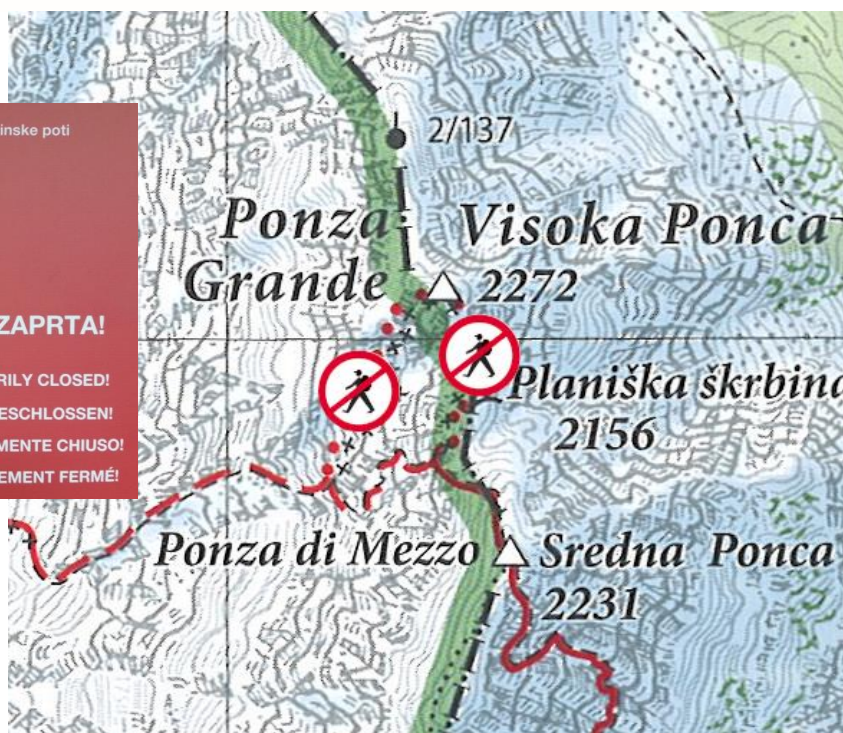 inske poti
ZAPRTA!
RILY CLOSED!
ESCHLOSSEN!
MENTE CHIUSO!
EMENT FERMÉ!
2/137
Ponza
Grande
Visoka Ponca
2272
Planiška škrbina
2156
Ponza di Mezzo
Sredna Ponca
2231